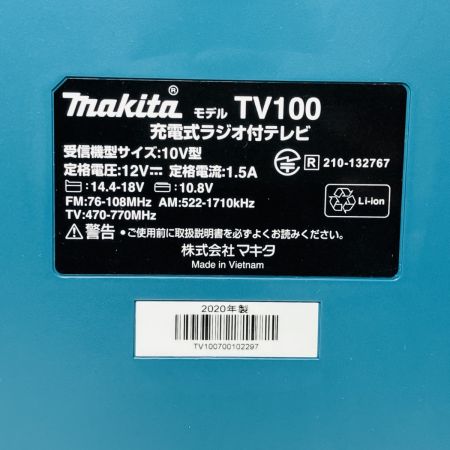 makita® モデル TV100
充電式ラジオ付テレビ
受信機型サイズ:10V型
定格電圧:12V⎓ 定格電流:1.5A
R 210-132767
:14.4-18V :10.8V
FM:76-108MHz AM:522-1710kHz
TV:470-770MHz
Li-ion
⚠警告 •ご使用前に取扱説明書を必ずよくお読みください。
株式会社マキタ
Made in Vietnam
2020年製
TV100700102297